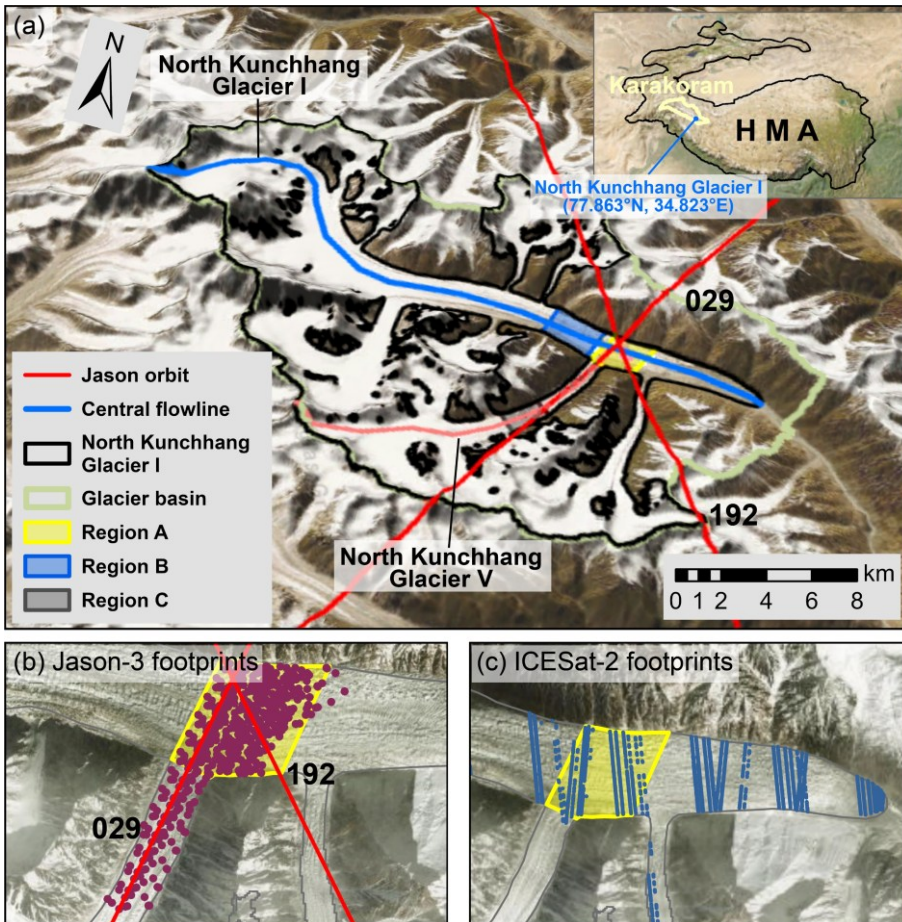 (a)
N
North Kunchhang
Glacier I
Karakoram
H M A
North Kunchhang Glacier I
(77.863°N, 34.823°E)
029
Jason orbit
Central flowline
North Kunchhang
Glacier I
Glacier basin
Region A
Region B
Region C
192
North Kunchhang
Glacier V
km
0 1 2 4 6 8
(b) Jason-3 footprints
192
029
(c) ICESat-2 footprints